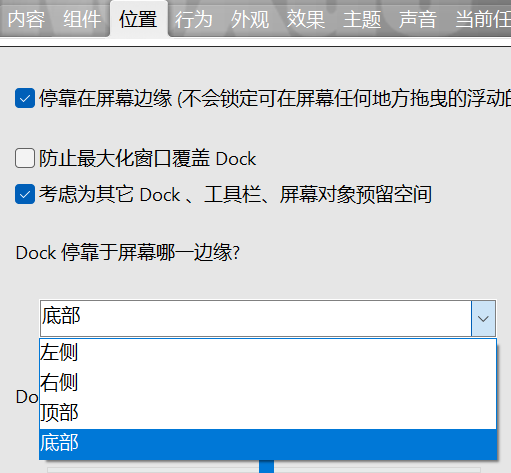 内容 组件 位置 行为 外观 效果 主题 声音 当前任
停靠在屏幕边缘 (不会锁定可在屏幕任何地方拖曳的浮动的
防止最大化窗口覆盖 Dock
考虑为其它 Dock 、工具栏、屏幕对象预留空间
Dock 停靠于屏幕哪一边缘?
底部
左侧
右侧
Do
顶部
底部